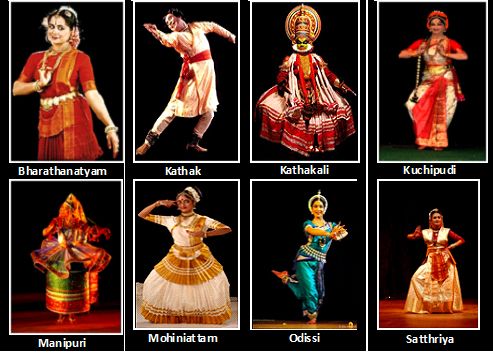 Bharathanatyam
Kathak
Kathakali
Kuchipudi
Manipuri
Mohiniattam
Odissi
Satthriya